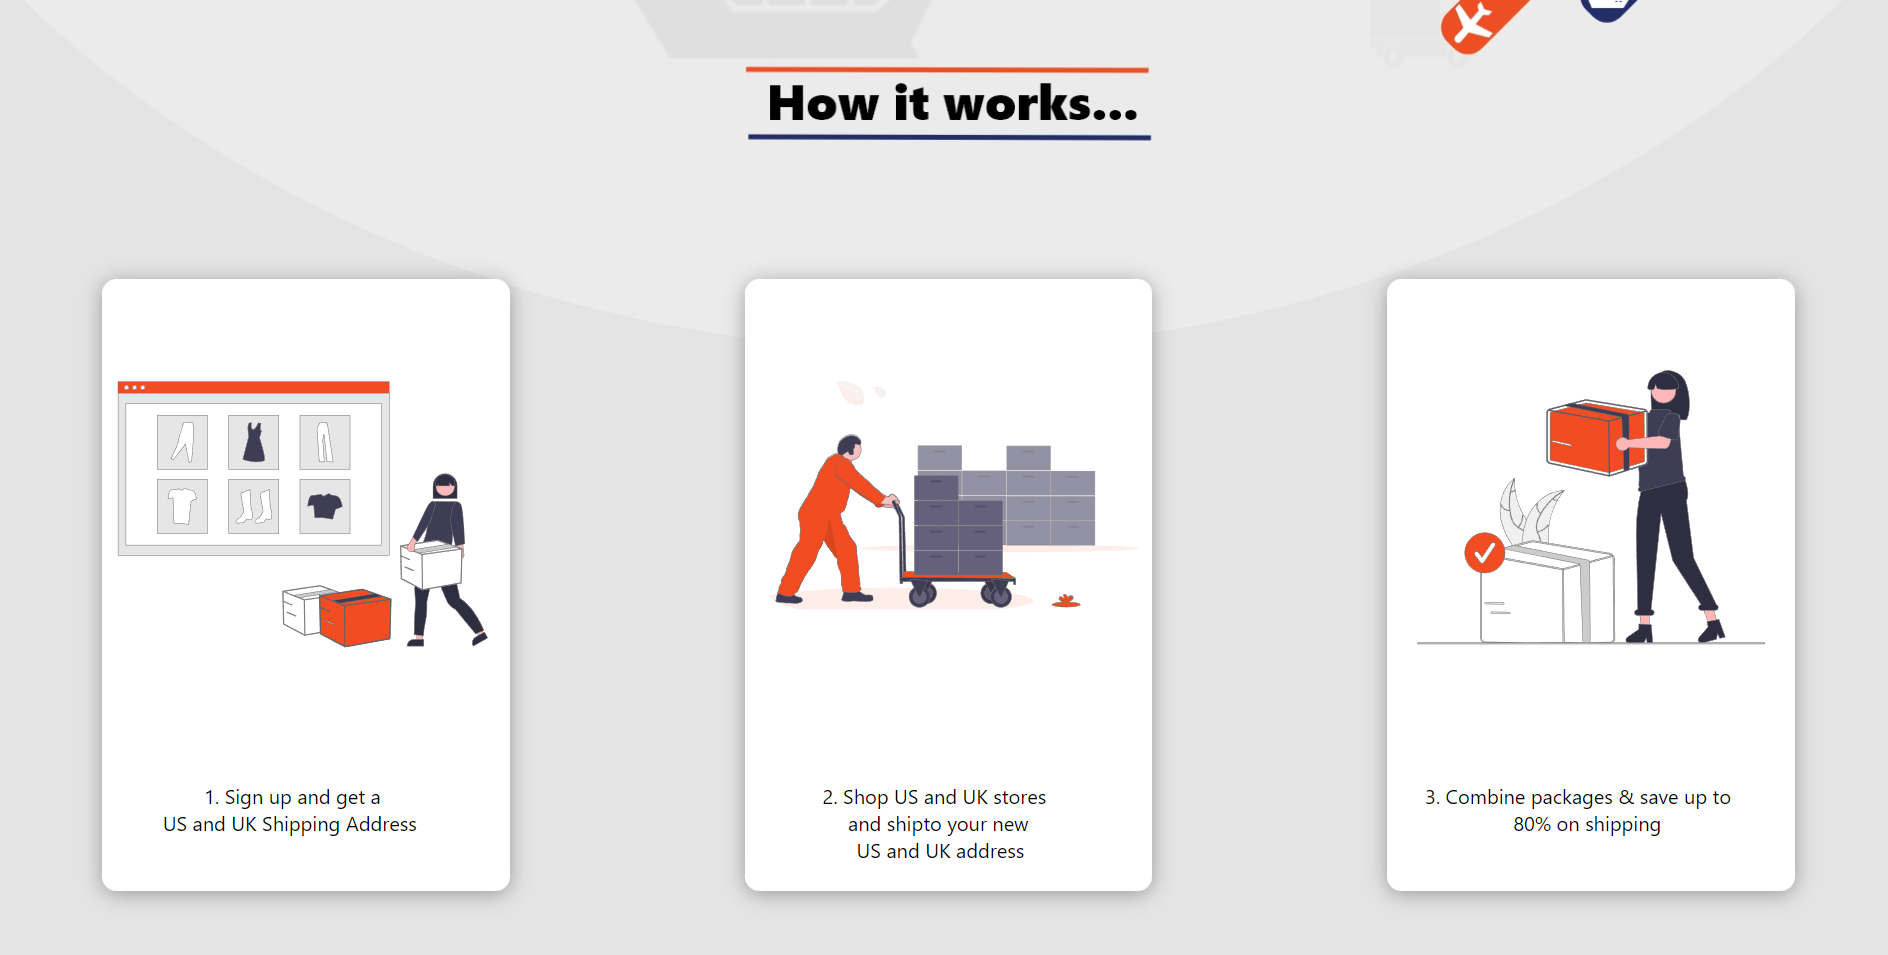 How it works...
1. Sign up and get a
US and UK Shipping Address
2. Shop US and UK stores
and shipto your new
US and UK address
3. Combine packages & save up to
80% on shipping